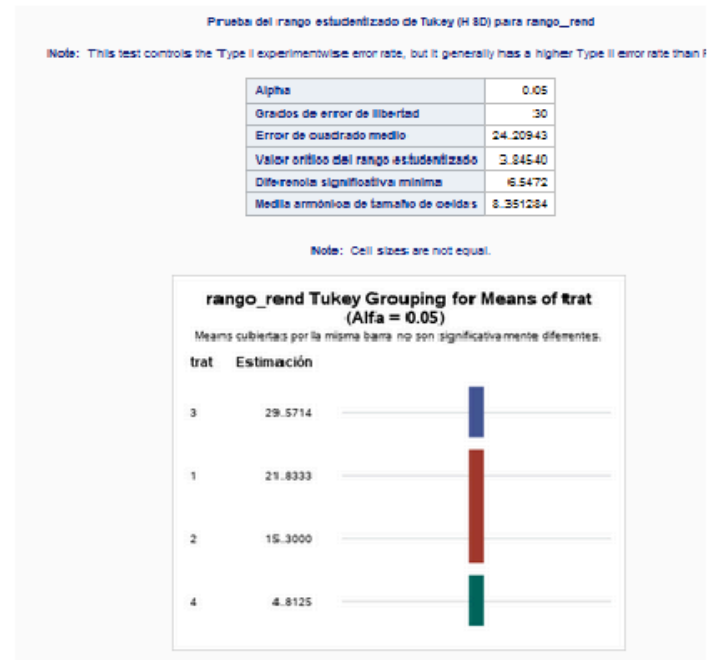 Prueba del rango estudentizado de Tukey (H SD) para rango_rend
Note: This test controls the Type I experimentwise error rate, but it generally has a higher Type II error rate than
Alpha 0.05
Grados de error de libertad 30
Error de cuadrado medio 24.20943
Valor crítico del rango estudentizado 3.84540
Diferencia significativa mínima 6.5472
Media armónica de tamaño de celdas 8.351284
Note: Cell sizes are not equal.
rango_rend Tukey Grouping for Means of trat
(Alfa = 0.05)
Means cubiertas por la misma barra no son significativamente diferentes.
trat Estimación
3 29.5714
1 21.8333
2 15.3000
4 4.8125